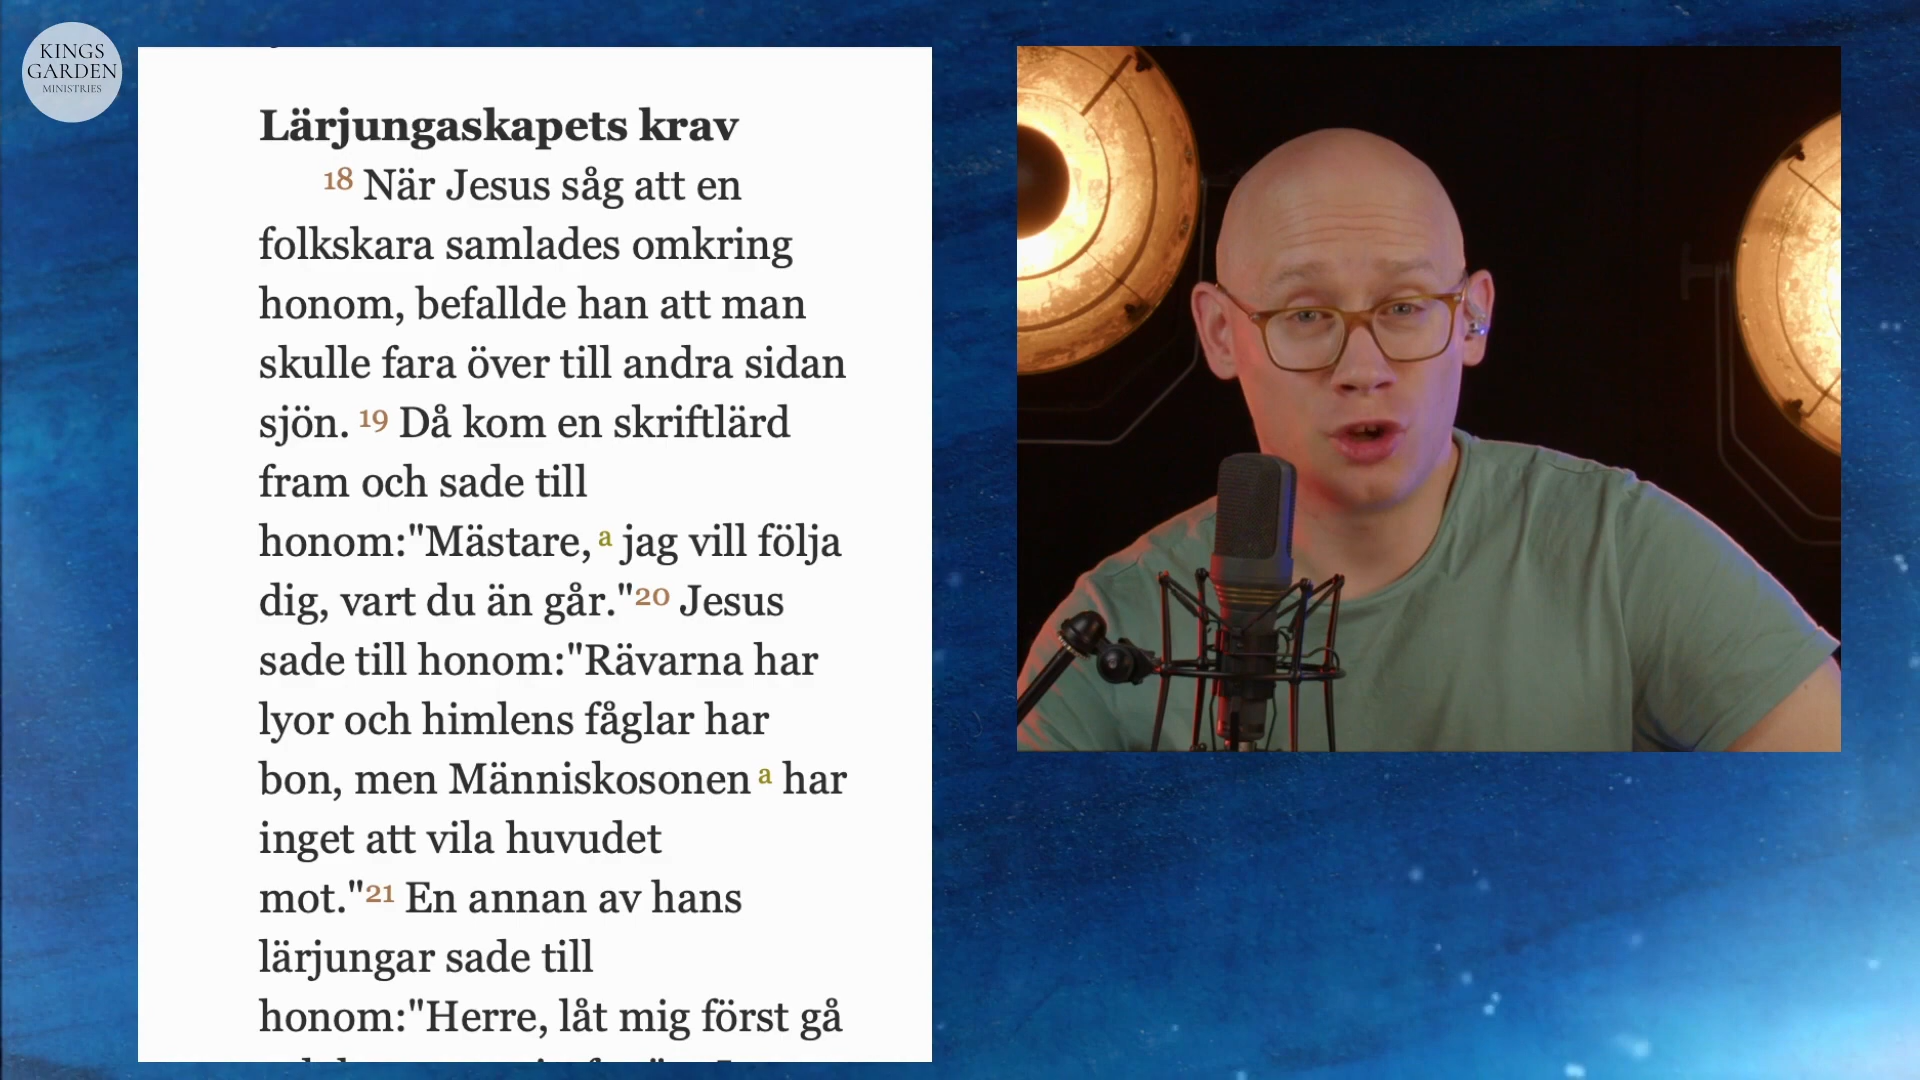 KINGS
GARDEN
MINISTRIES
Lärjungaskapets krav
18 När Jesus såg att en
folkskara samlades omkring
honom, befallde han att man
skulle fara över till andra sidan
sjön. 19 Då kom en skriftlärd
fram och sade till
honom:"Mästare, a jag vill följa
dig, vart du än går."20 Jesus
sade till honom:"Rävarna har
lyor och himlens fåglar har
bon, men Människosonen a har
inget att vila huvudet
mot."21 En annan av hans
lärjungar sade till
honom:"Herre, låt mig först gå